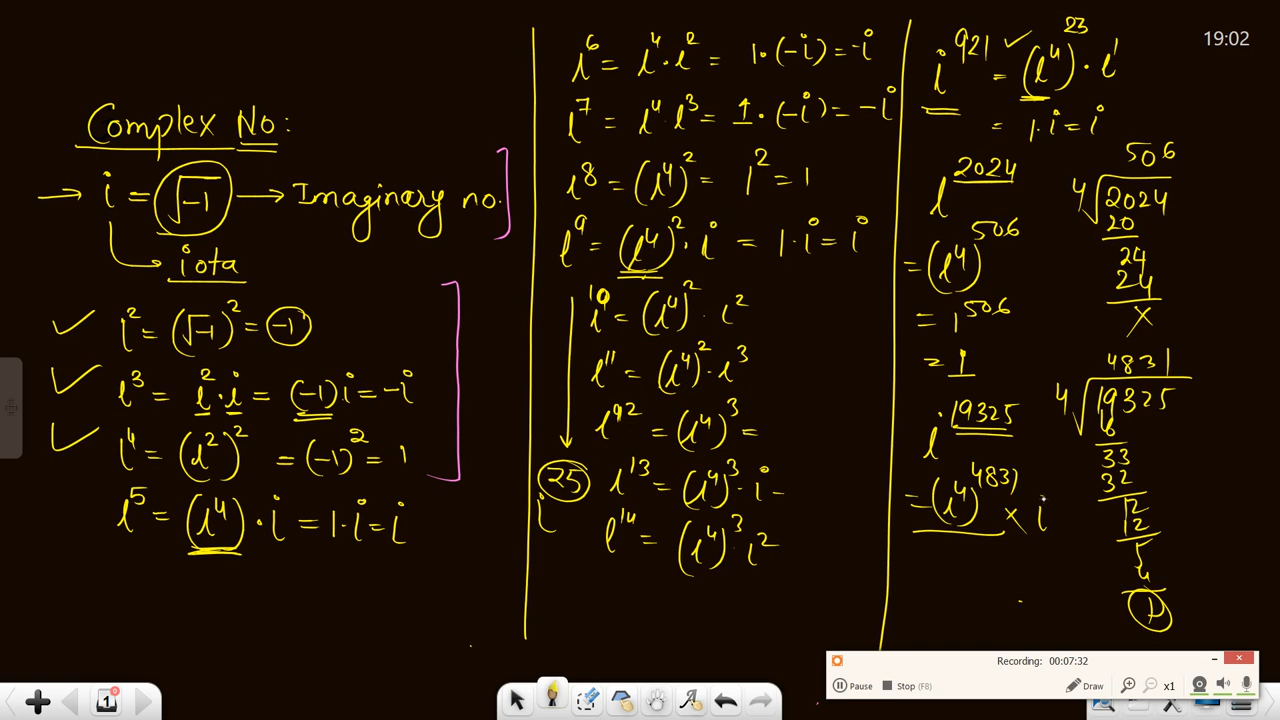 Complex No:
→ i = √-1 → Imaginary no.
iota
i² = (√-1)² = -1
i³ = i²·i = (-1)i = -i
i⁴ = (i²)² = (-1)² = 1
i⁵ = (i⁴)·i = 1·i = i
i⁶ = i⁴·i² = 1·(-i) = -i
i⁷ = i⁴·i³ = 1·(-i) = -i
i⁸ = (i⁴)² = 1² = 1
i⁹ = (i⁴)²·i = 1·i = i
i¹⁰ = (i⁴)²·i²
i¹¹ = (i⁴)²·i³
i¹² = (i⁴)³ =
25
i
i¹³ = (i⁴)³·i -
i¹⁴ = (i⁴)³·i²
i⁹²¹ = (i⁴)²³·i¹
= 1·i = i
i²⁰²⁴
= (i⁴)⁵⁰⁶
= 1⁵⁰⁶
= 1
506
4√2024
20
24
24
x
i¹⁹³²⁵
= (i⁴)⁴⁸³¹ × i
4831
4√19325
16
33
32
12
12
5
4
1
19:02
Recording: 00:07:32
Pause
Stop (F8)
Draw
x1
1
0